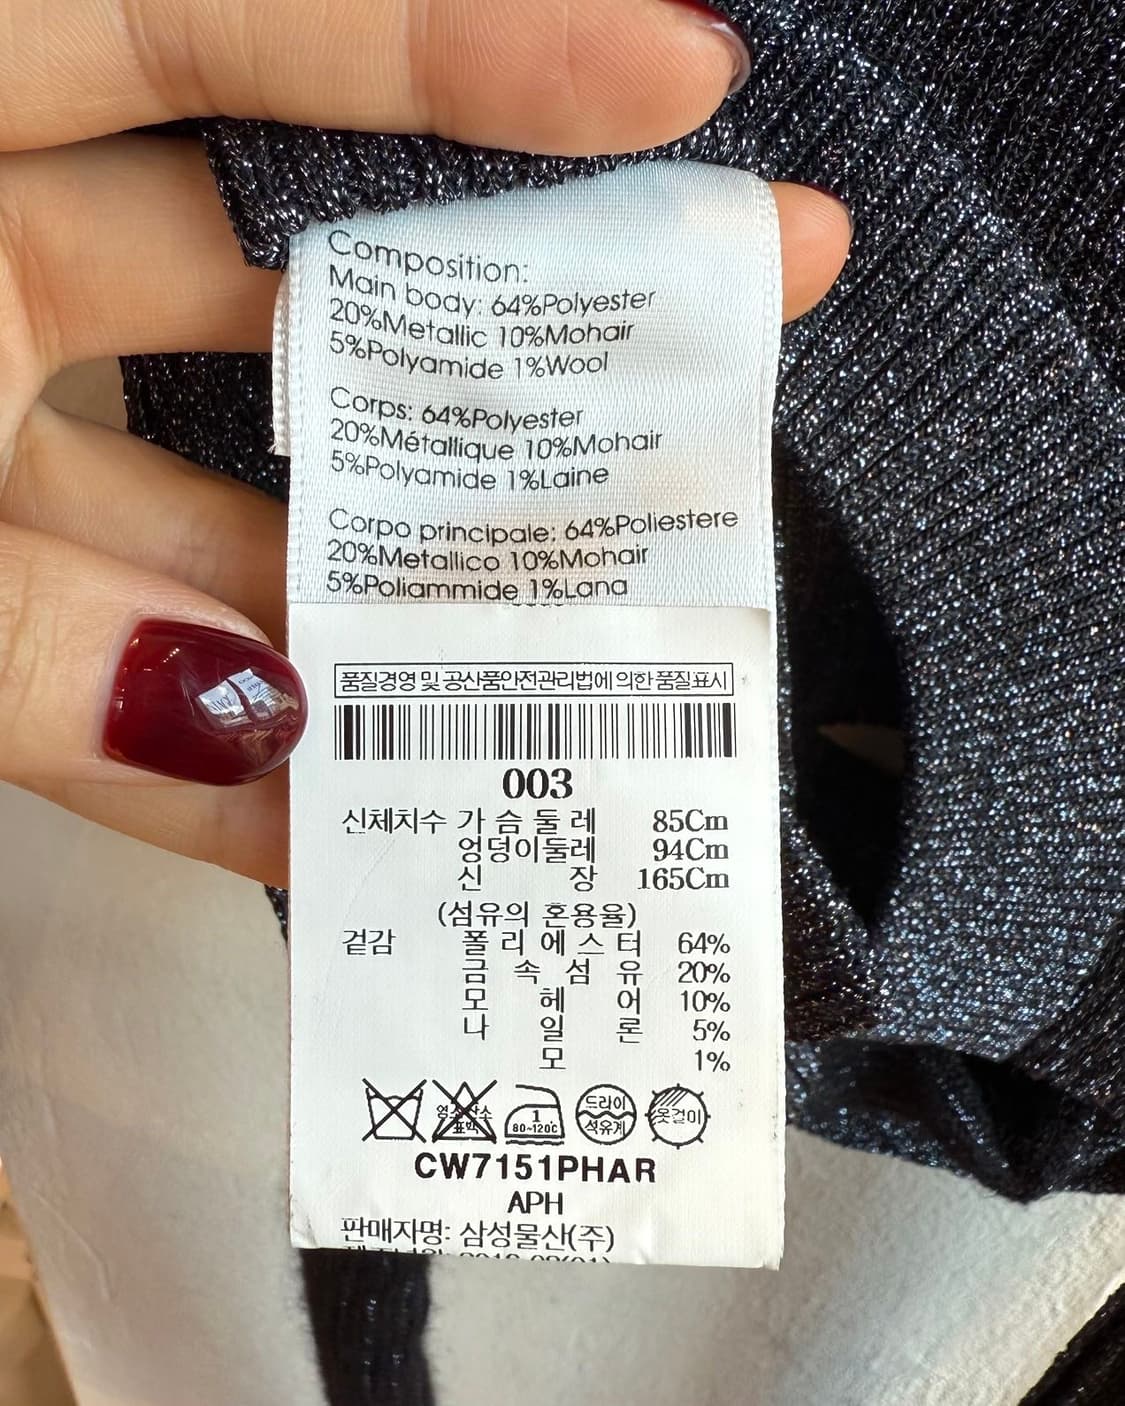 Composition:
Main body: 64%Polyester
20%Metallic 10%Mohair
5%Polyamide 1%Wool
Corps: 64%Polyester
20%Métallique 10%Mohair
5%Polyamide 1%Laine
Corpo principale: 64%Poliestere
20%Metallico 10%Mohair
5%Poliammide 1%Lana
품질경영 및 공산품안전관리법에 의한 품질표시
003
신체치수 가슴둘레 85Cm
엉덩이둘레 94Cm
신장 165Cm
(섬유의 혼용율)
겉감 폴리에스터 64%
금속섬유 20%
모헤어 10%
나일론 5%
모 1%
염소산소 표백
1 80~120℃
드라이 석유계
옷걸이
CW7151PHAR
APH
판매자명: 삼성물산(주)